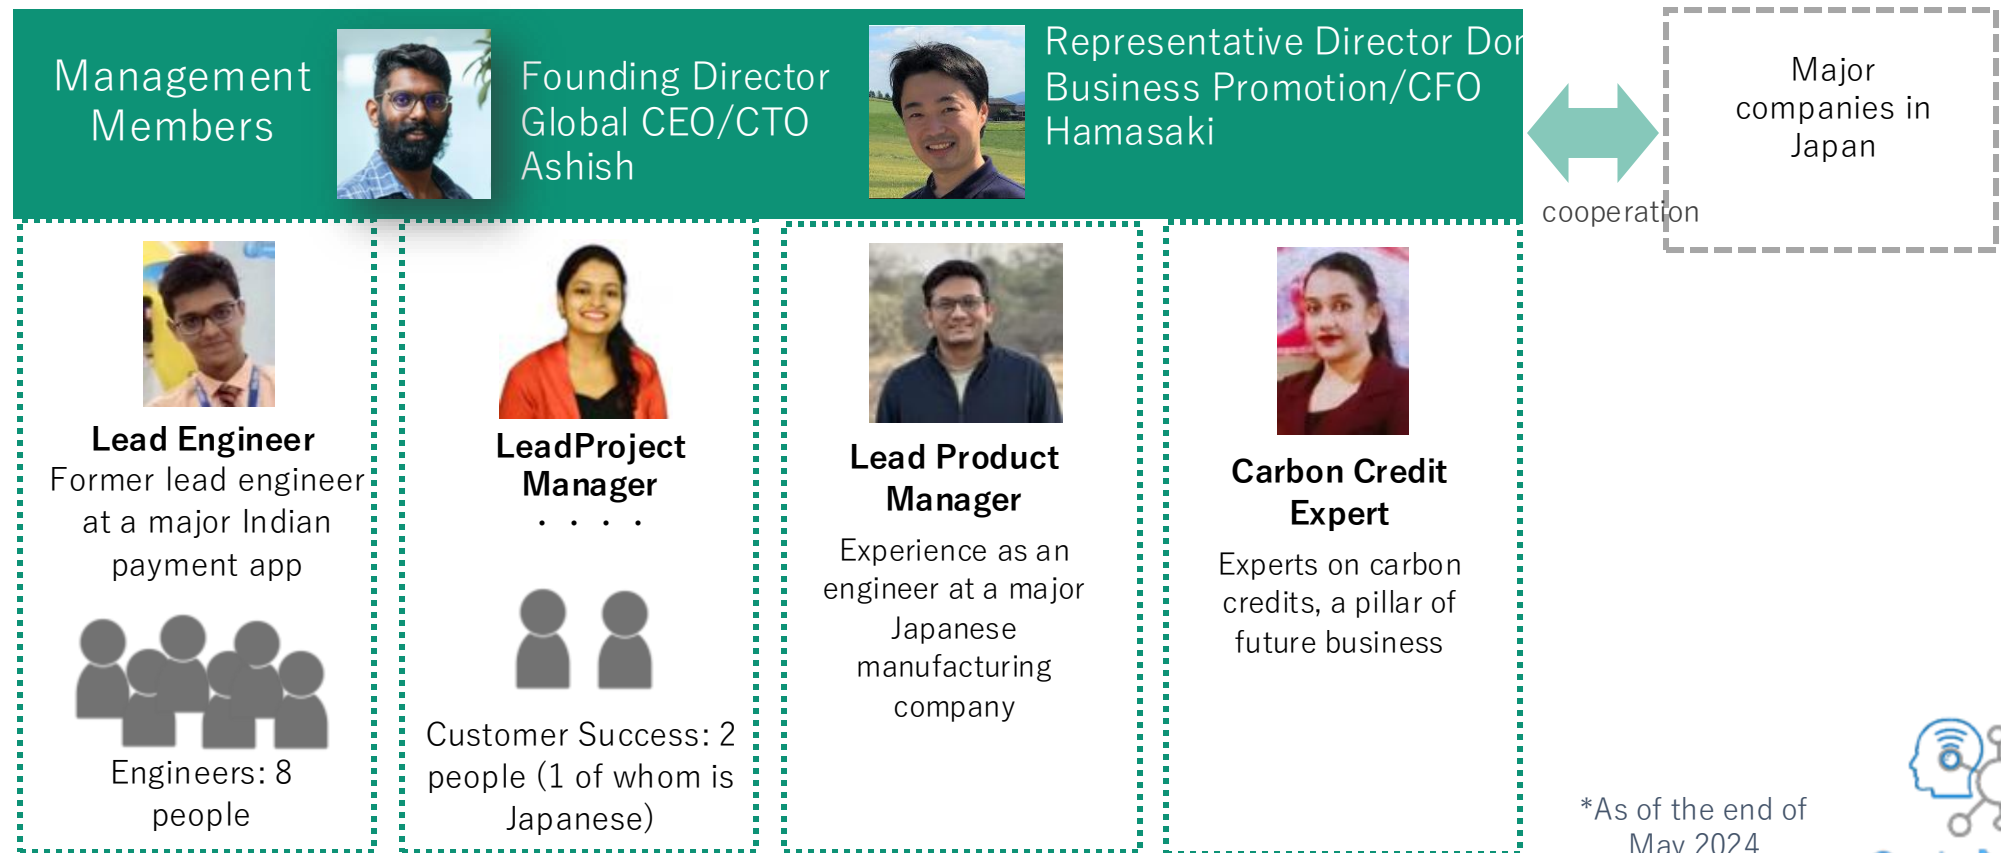 Management
Members
Founding Director
Global CEO/CTO
Ashish
Representative Director
Business Promotion/CFO
Hamasaki
cooperation
Major
companies in
Japan
Lead Engineer
Former lead engineer
at a major Indian
payment app
Engineers: 8
people
LeadProject
Manager
・・・・
Customer Success: 2
people (1 of whom is
Japanese)
Lead Product
Manager
Experience as an
engineer at a major
Japanese
manufacturing
company
Carbon Credit
Expert
Experts on carbon
credits, a pillar of
future business
*As of the end of
May 2024